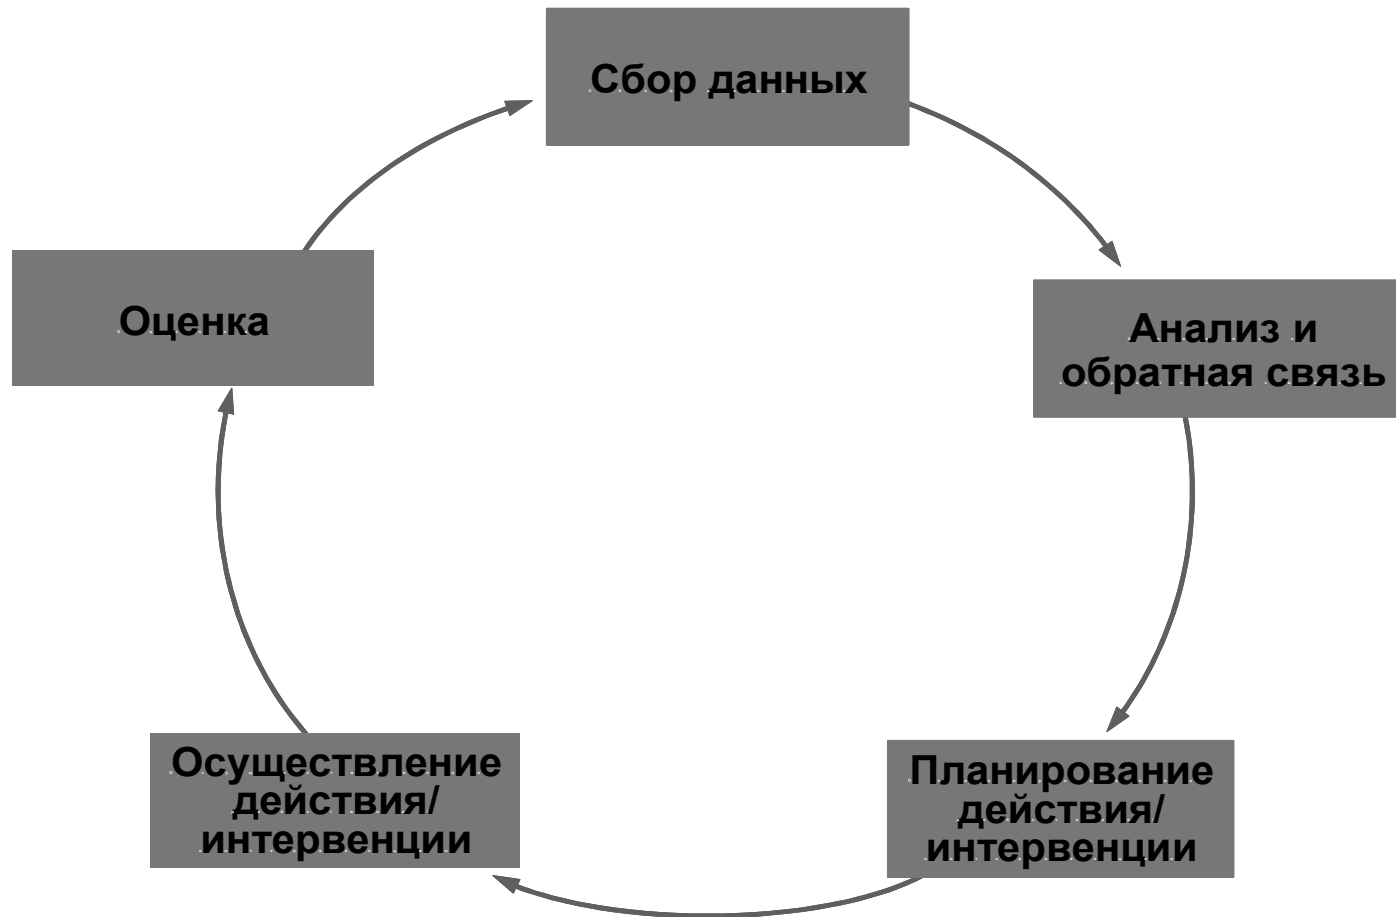 Сбор данных
Оценка
Анализ и
обратная связь
Осуществление
действия/
интервенции
Планирование
действия/
интервенции